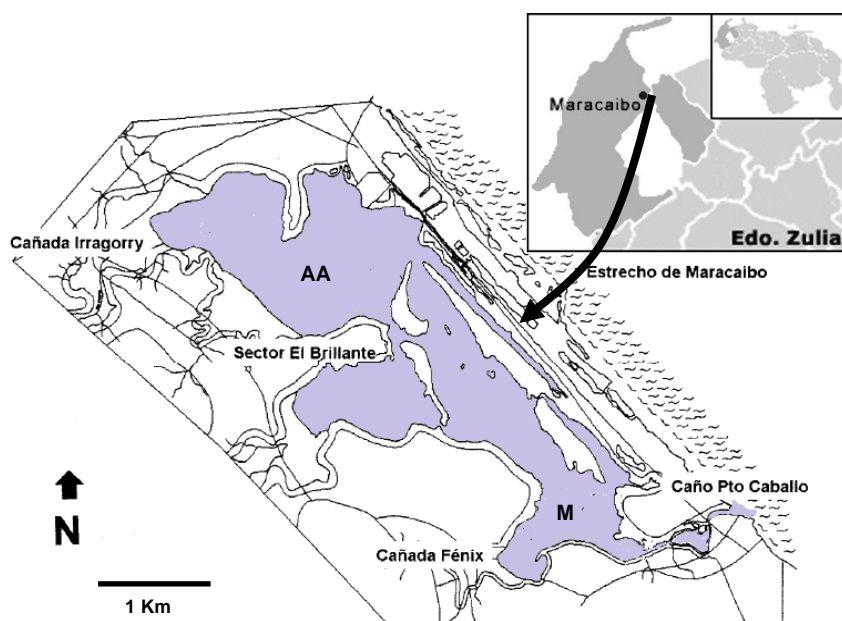 Maracaibo
Edo. Zulia
Estrecho de Maracaibo
Cañada Irragorry
AA
Sector El Brillante
Caño Pto Caballo
M
N
Cañada Fénix
1 Km